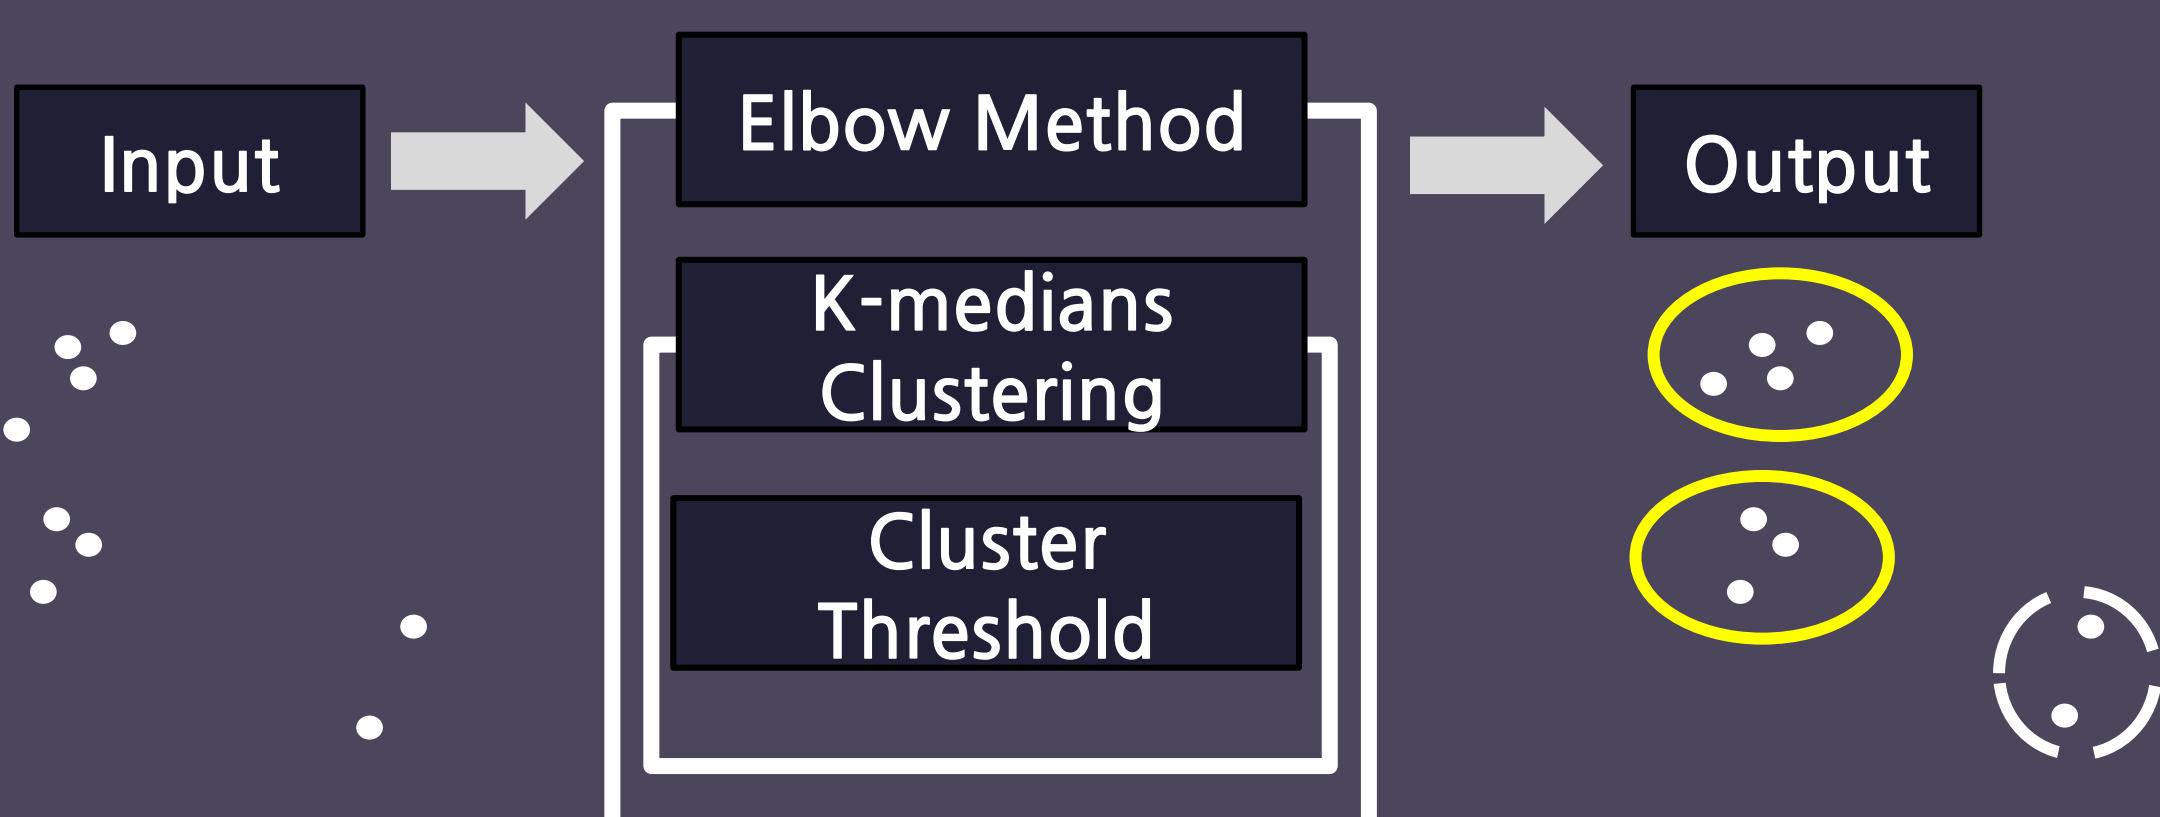 Input
Elbow Method
K-medians
Clustering
Cluster
Threshold
Output